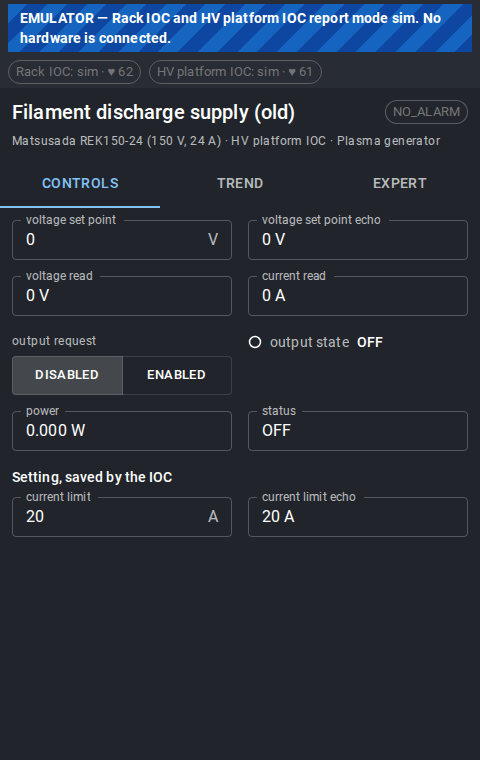 EMULATOR — Rack IOC and HV platform IOC report mode sim. No
hardware is connected.
Rack IOC: sim · ♥ 62
HV platform IOC: sim · ♥ 61
Filament discharge supply (old)
NO_ALARM
Matsusada REK150-24 (150 V, 24 A) · HV platform IOC · Plasma generator
CONTROLS
TREND
EXPERT
voltage set point
0 V
voltage set point echo
0 V
voltage read
0 V
current read
0 A
output request
output state OFF
DISABLED
ENABLED
power
0.000 W
status
OFF
Setting, saved by the IOC
current limit
20 A
current limit echo
20 A